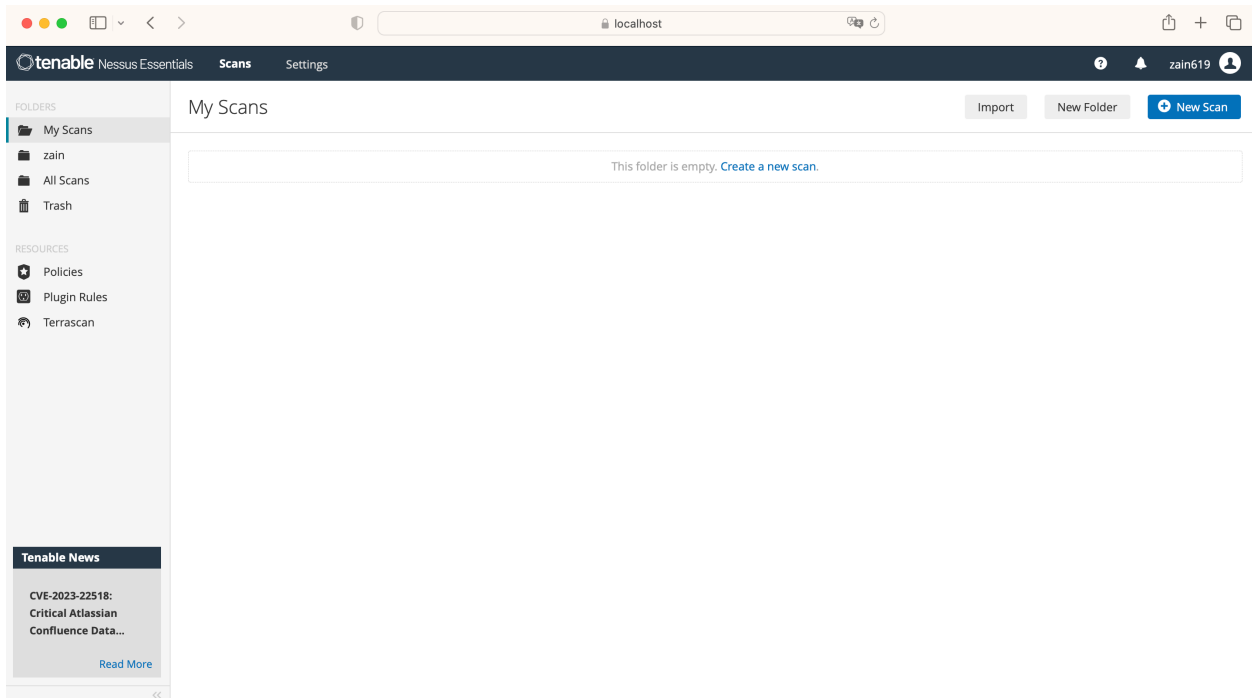 localhost
tenable Nessus Essentials Scans Settings zain619
FOLDERS
My Scans
zain
All Scans
Trash
RESOURCES
Policies
Plugin Rules
Terrascan
Tenable News
CVE-2023-22518:
Critical Atlassian
Confluence Data...
Read More
My Scans
Import New Folder New Scan
This folder is empty. Create a new scan.